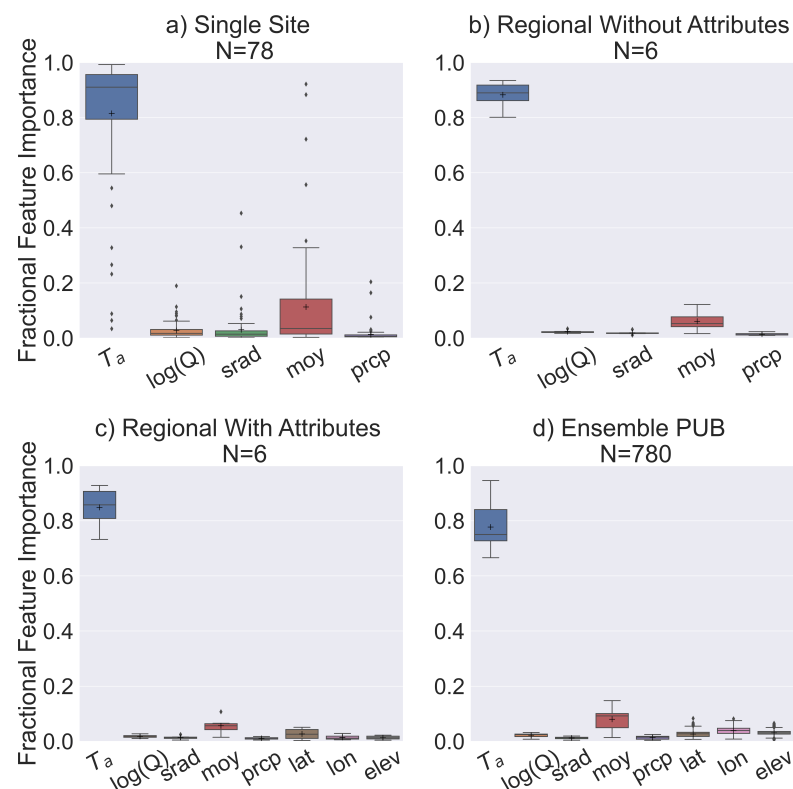 a) Single Site
N=78
b) Regional Without Attributes
N=6
Fractional Feature Importance
1.0
0.8
0.6
0.4
0.2
0.0
1.0
0.8
0.6
0.4
0.2
0.0
Ta
log(Q)
srad
moy
prcp
Ta
log(Q)
srad
moy
prcp
c) Regional With Attributes
N=6
d) Ensemble PUB
N=780
Fractional Feature Importance
1.0
0.8
0.6
0.4
0.2
0.0
1.0
0.8
0.6
0.4
0.2
0.0
Ta
log(Q)
srad
moy
prcp
lat
lon
elev
Ta
log(Q)
srad
moy
prcp
lat
lon
elev